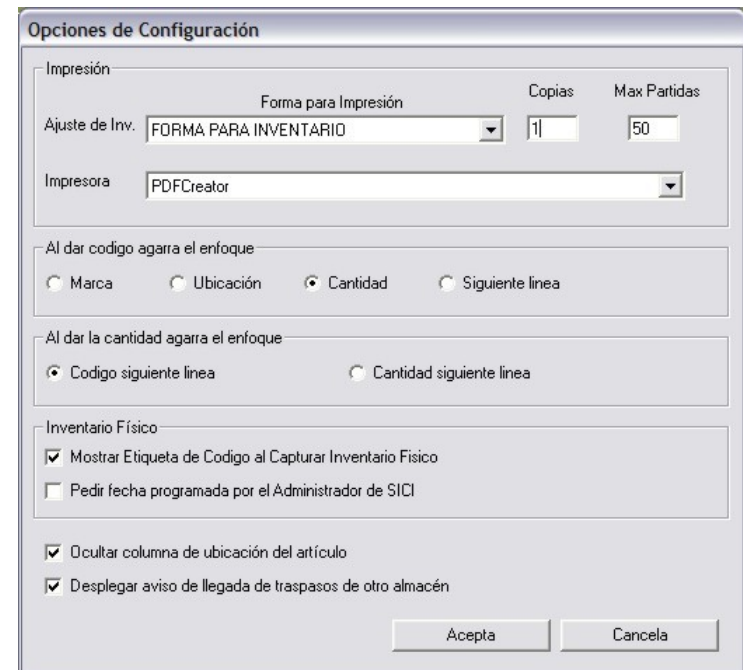 Opciones de Configuración
Impresión
Forma para Impresión Copias Max Partidas
Ajuste de Inv. FORMA PARA INVENTARIO 1 50
Impresora PDFCreator
Al dar codigo agarra el enfoque
Marca Ubicación Cantidad Siguiente linea
Al dar la cantidad agarra el enfoque
Codigo siguiente linea Cantidad siguiente linea
Inventario Físico
Mostrar Etiqueta de Codigo al Capturar Inventario Fisico
Pedir fecha programada por el Administrador de SICI
Ocultar columna de ubicación del artículo
Desplegar aviso de llegada de traspasos de otro almacén
Acepta Cancela